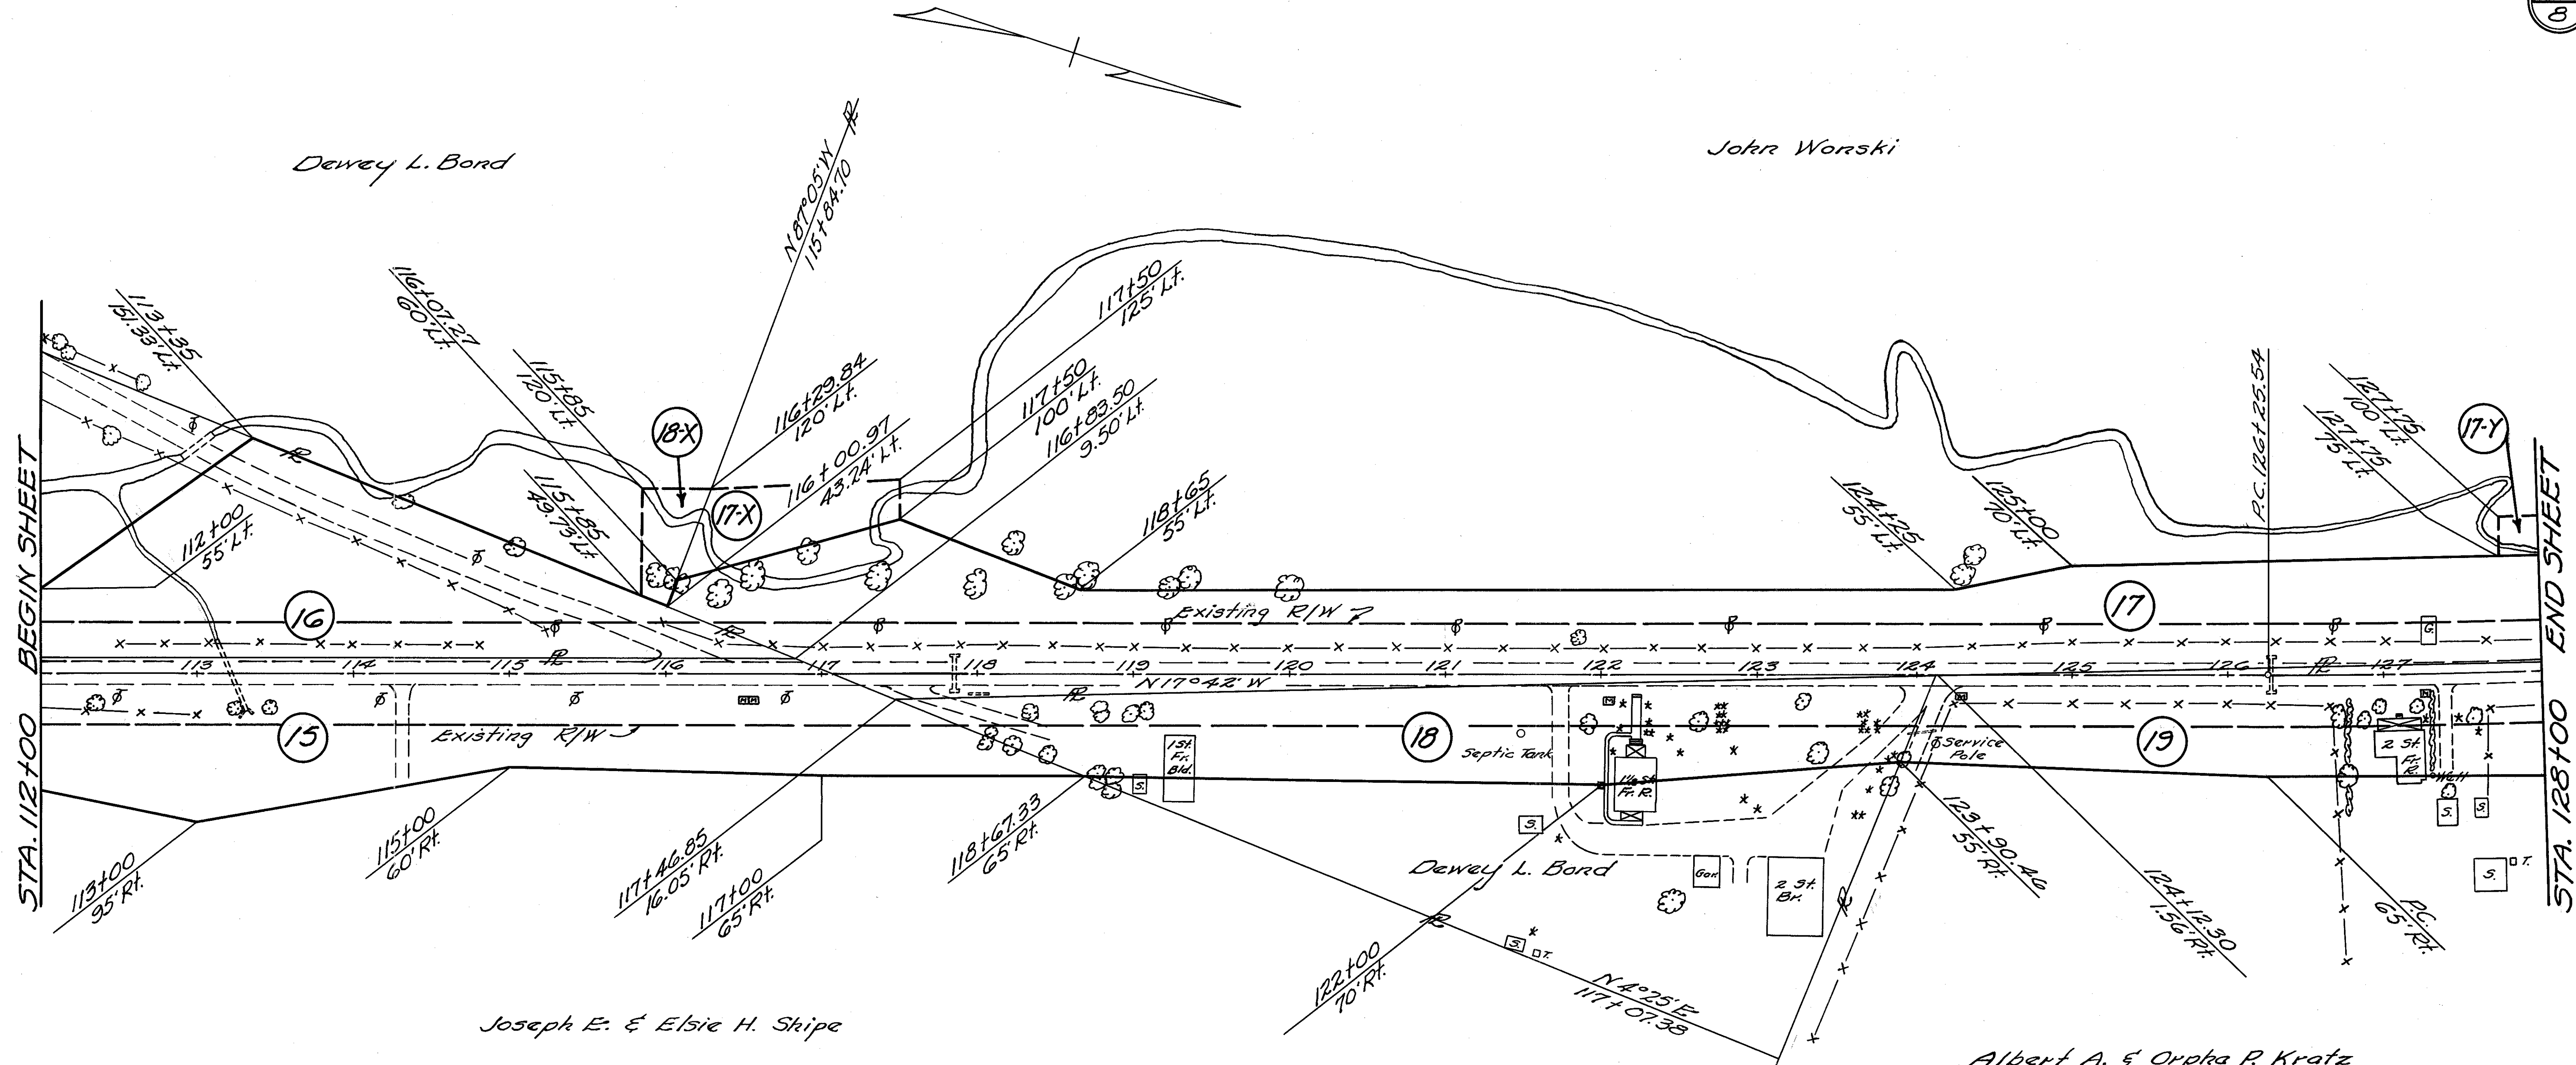 8
Dewey L. Bond
John Wonski
N87°05'W
115+84.70
113+35
151.33' Lt.
116+07.27
60' Lt.
115+85
120' Lt.
18-X
116+29.84
120' Lt.
117+50
125' Lt.
117+50
100' Lt.
116+83.50
9.50' Lt.
116+00.97
43.24' Lt.
17-X
115+85
49.73' Lt.
112+00
55' Lt.
118+65
55' Lt.
124+25
55' Lt.
125+00
70' Lt.
P.C. 126+25.54
127+75
100' Lt.
127+75
75' Lt.
17-Y
STA. 112+00 BEGIN SHEET
STA. 128+00 END SHEET
16
Existing R/W
17
G.
113 114 115 116 117 118 119 120 121 122 123 124 125 126 127
N17°42' W
M M
M
M
M
15
Existing R/W
1 St.
Fr.
Bld.
S.
18
Septic Tank
1½ St.
Fr. R.
Service
Pole
19
2 St.
Fr.
R.
Well
S.
S.
S.
T.
113+00
95' Rt.
115+00
60' Rt.
117+46.85
16.05' Rt.
117+00
65' Rt.
118+67.33
65' Rt.
S.
Dewey L. Bond
Gar.
2 St.
Br.
123+90.46
55' Rt.
124+12.30
1.56' Rt.
P.C.
65' Rt.
122+00
70' Rt.
S.
T.
N4°25'E
117+07.38
Joseph E. & Elsie H. Shipe
Albert A. & Orpha P. Kratz